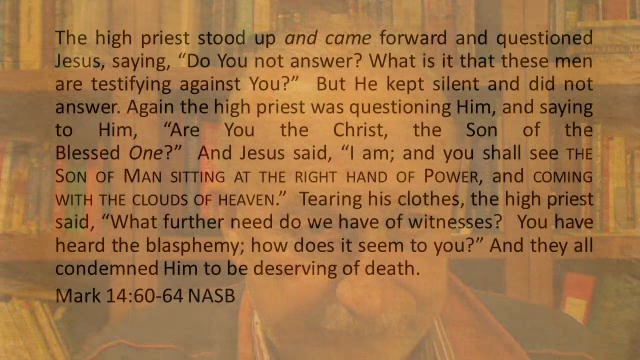 The high priest stood up and came forward and questioned
Jesus, saying, “Do You not answer? What is it that these men
are testifying against You?”  But He kept silent and did not
answer. Again the high priest was questioning Him, and saying
to Him, “Are You the Christ, the Son of the
Blessed One?”  And Jesus said, “I am; and you shall see THE
SON OF MAN SITTING AT THE RIGHT HAND OF POWER, and COMING
WITH THE CLOUDS OF HEAVEN.”  Tearing his clothes, the high priest
said, “What further need do we have of witnesses?  You have
heard the blasphemy; how does it seem to you?” And they all
condemned Him to be deserving of death.
Mark 14:60-64 NASB